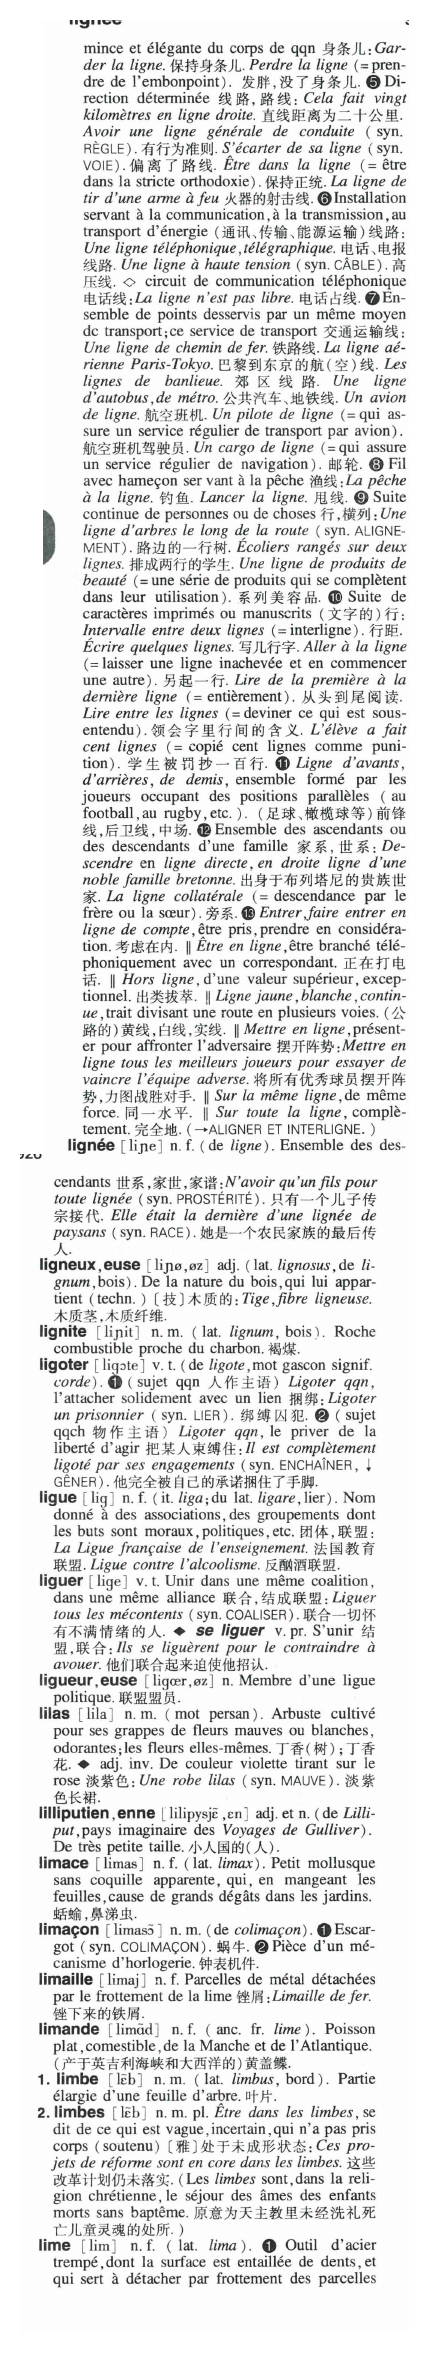 mince et élégante du corps de qqn 身条儿:Gar-
der la ligne. 保持身条儿. Perdre la ligne (=pren-
dre de l'embonpoint). 发胖,没了身条儿. ❺ Di-
rection déterminée 线路,路线: Cela fait vingt
kilomètres en ligne droite. 直线距离为二十公里.
Avoir une ligne générale de conduite ( syn.
RÈGLE). 有行为准则. S'écarter de sa ligne (syn.
VOIE). 偏离了路线. Être dans la ligne (= être
dans la stricte orthodoxie). 保持正统. La ligne de
tir d'une arme à feu 火器的射击线. ❻ Installation
servant à la communication,à la transmission,au
transport d'énergie (通讯、传输、能源运输)线路:
Une ligne téléphonique,télégraphique. 电话、电报
线路. Une ligne à haute tension (syn. CÂBLE). 高
压线. ◇ circuit de communication téléphonique
电话线:La ligne n'est pas libre. 电话占线. ❼ En-
semble de points desservis par un même moyen
dc transport;ce service de transport 交通运输线:
Une ligne de chemin de fer. 铁路线. La ligne aé-
rienne Paris-Tokyo. 巴黎到东京的航(空)线. Les
lignes de banlieue. 郊区线路. Une ligne
d'autobus,de métro. 公共汽车、地铁线. Un avion
de ligne. 航空班机. Un pilote de ligne (=qui as-
sure un service régulier de transport par avion).
航空班机驾驶员. Un cargo de ligne (=qui assure
un service régulier de navigation). 邮轮. ❽ Fil
avec hameçon ser vant à la pêche 渔线:La pêche
à la ligne. 钓鱼. Lancer la ligne. 甩线. ❾ Suite
continue de personnes ou de choses 行,横列:Une
ligne d'arbres le long de la route ( syn. ALIGNE-
MENT). 路边的一行树. Écoliers rangés sur deux
lignes. 排成两行的学生. Une ligne de produits de
beauté (=une série de produits qui se complètent
dans leur utilisation). 系列美容品. ❿ Suite de
caractères imprimés ou manuscrits (文字的)行:
Intervalle entre deux lignes (=interligne). 行距.
Écrire quelques lignes. 写几行字. Aller à la ligne
(=laisser une ligne inachevée et en commencer
une autre). 另起一行. Lire de la première à la
dernière ligne (= entièrement). 从头到尾阅读.
Lire entre les lignes (=deviner ce qui est sous-
entendu). 领会字里行间的含义. L'élève a fait
cent lignes (= copié cent lignes comme puni-
tion). 学生被罚抄一百行. ⓫ Ligne d'avants,
d'arrières, de demis, ensemble formé par les
joueurs occupant des positions parallèles ( au
football,au rugby, etc. ). (足球、橄榄球等)前锋
线,后卫线,中场. ⓬ Ensemble des ascendants ou
des descendants d'une famille 家系,世系: De-
scendre en ligne directe, en droite ligne d'une
noble famille bretonne. 出身于布列塔尼的贵族世
家. La ligne collatérale (= descendance par le
frère ou la sœur). 旁系. ⓭ Entrer,faire entrer en
ligne de compte,être pris,prendre en considéra-
tion. 考虑在内. ‖ Être en ligne,être branché télé-
phoniquement avec un correspondant. 正在打电
话. ‖ Hors ligne,d'une valeur supérieur,excep-
tionnel. 出类拔萃. ‖ Ligne jaune,blanche,contin-
ue,trait divisant une route en plusieurs voies. (公
路的)黄线,白线,实线. ‖ Mettre en ligne,présent-
er pour affronter l'adversaire 摆开阵势:Mettre en
ligne tous les meilleurs joueurs pour essayer de
vaincre l'équipe adverse. 将所有优秀球员摆开阵
势,力图战胜对手. ‖ Sur la même ligne,de même
force. 同一水平. ‖ Sur toute la ligne, complè-
tement. 完全地. (→ALIGNER ET INTERLIGNE. )
lignée [liɲe] n. f. (de ligne). Ensemble des des-
cendants 世系,家世,家谱:N'avoir qu'un fils pour
toute lignée (syn. PROSTÉRITÉ). 只有一个儿子传
宗接代. Elle était la dernière d'une lignée de
paysans (syn. RACE). 她是一个农民家族的最后传
人.
ligneux,euse [liɲø,øz] adj. (lat. lignosus,de li-
gnum,bois). De la nature du bois,qui lui appar-
tient (techn. ) [技]木质的:Tige,fibre ligneuse.
木质茎,木质纤维.
lignite [liɲit] n. m. ( lat. lignum, bois). Roche
combustible proche du charbon. 褐煤.
ligoter [ligɔte] v. t. (de ligote,mot gascon signif.
corde). ❶ (sujet qqn 人作主语) Ligoter qqn,
l'attacher solidement avec un lien 捆绑:Ligoter
un prisonnier ( syn. LIER). 绑缚囚犯. ❷ (sujet
qqch 物作主语) Ligoter qqn, le priver de la
liberté d'agir 把某人束缚住:Il est complètement
ligoté par ses engagements (syn. ENCHAÎNER, ↓
GÊNER). 他完全被自己的承诺捆住了手脚.
ligue [lig] n. f. (it. liga;du lat. ligare,lier). Nom
donné à des associations,des groupements dont
les buts sont moraux,politiques,etc. 团体,联盟:
La Ligue française de l'enseignement. 法国教育
联盟. Ligue contre l'alcoolisme. 反酗酒联盟.
liguer [lige] v. t. Unir dans une même coalition,
dans une même alliance 联合,结成联盟:Liguer
tous les mécontents (syn. COALISER). 联合一切怀
有不满情绪的人. ◆ se liguer v. pr. S'unir 结
盟,联合:Ils se liguèrent pour le contraindre à
avouer. 他们联合起来迫使他招认.
ligueur,euse [ligœr,øz] n. Membre d'une ligue
politique. 联盟盟员.
lilas [lila] n. m. ( mot persan). Arbuste cultivé
pour ses grappes de fleurs mauves ou blanches,
odorantes;les fleurs elles-mêmes. 丁香(树);丁香
花. ◆ adj. inv. De couleur violette tirant sur le
rose 淡紫色:Une robe lilas (syn. MAUVE). 淡紫
色长裙.
lilliputien,enne [lilipysjɛ̃,ɛn] adj. et n. (de Lilli-
put,pays imaginaire des Voyages de Gulliver).
De très petite taille. 小人国的(人).
limace [limas] n. f. (lat. limax). Petit mollusque
sans coquille apparente, qui, en mangeant les
feuilles,cause de grands dégâts dans les jardins.
蛞蝓,鼻涕虫.
limaçon [limasɔ̃] n. m. (de colimaçon). ❶ Escar-
got (syn. COLIMAÇON). 蜗牛. ❷ Pièce d'un mé-
canisme d'horlogerie. 钟表机件.
limaille [limaj] n. f. Parcelles de métal détachées
par le frottement de la lime 锉屑:Limaille de fer.
锉下来的铁屑.
limande [limɑ̃d] n. f. ( anc. fr. lime). Poisson
plat,comestible,de la Manche et de l'Atlantique.
(产于英吉利海峡和大西洋的)黄盖鲽.
1. limbe [lɛ̃b] n. m. ( lat. limbus, bord). Partie
élargie d'une feuille d'arbre. 叶片.
2. limbes [lɛ̃b] n. m. pl. Être dans les limbes, se
dit de ce qui est vague,incertain,qui n'a pas pris
corps (soutenu) [雅]处于未成形状态:Ces pro-
jets de réforme sont en core dans les limbes. 这些
改革计划仍未落实. (Les limbes sont,dans la reli-
gion chrétienne, le séjour des âmes des enfants
morts sans baptême. 原意为天主教里未经洗礼死
亡儿童灵魂的处所. )
lime [lim] n. f. ( lat. lima). ❶ Outil d'acier
trempé,dont la surface est entaillée de dents,et
qui sert à détacher par frottement des parcelles